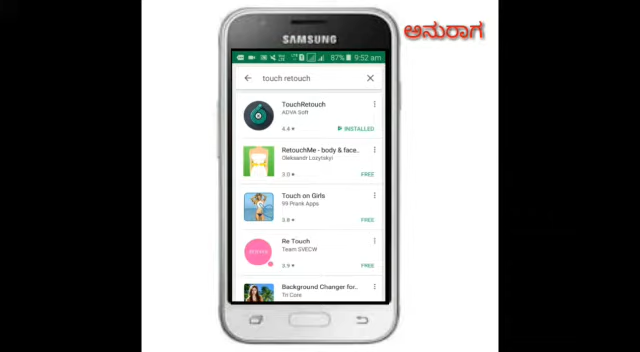 ಅನುರಾಗ
SAMSUNG
87% 9:52 am
touch retouch
TouchRetouch
ADVA Soft
4.4 ★
INSTALLED
RetouchMe - body & face..
Oleksandr Lozytskyi
3.0 ★
FREE
Touch on Girls
99 Prank Apps
3.8 ★
FREE
Re Touch
Team SVECW
3.9 ★
FREE
Background Changer for..
Tri Core